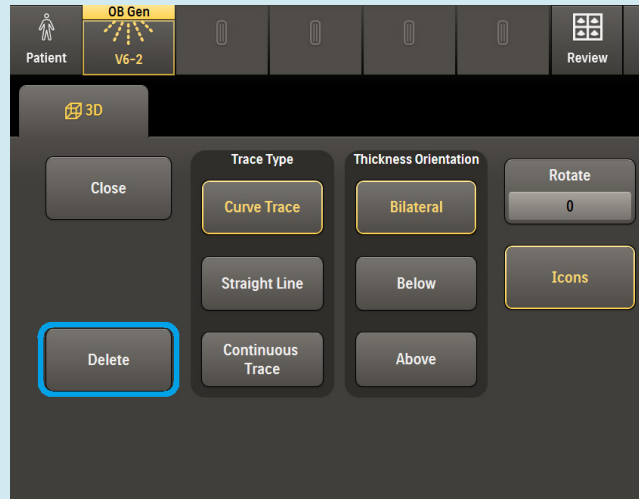 OB Gen
Patient
V6-2
Review
3D
Trace Type
Thickness Orientation
Close
Curve Trace
Bilateral
Rotate
0
Straight Line
Below
Icons
Delete
Continuous
Trace
Above